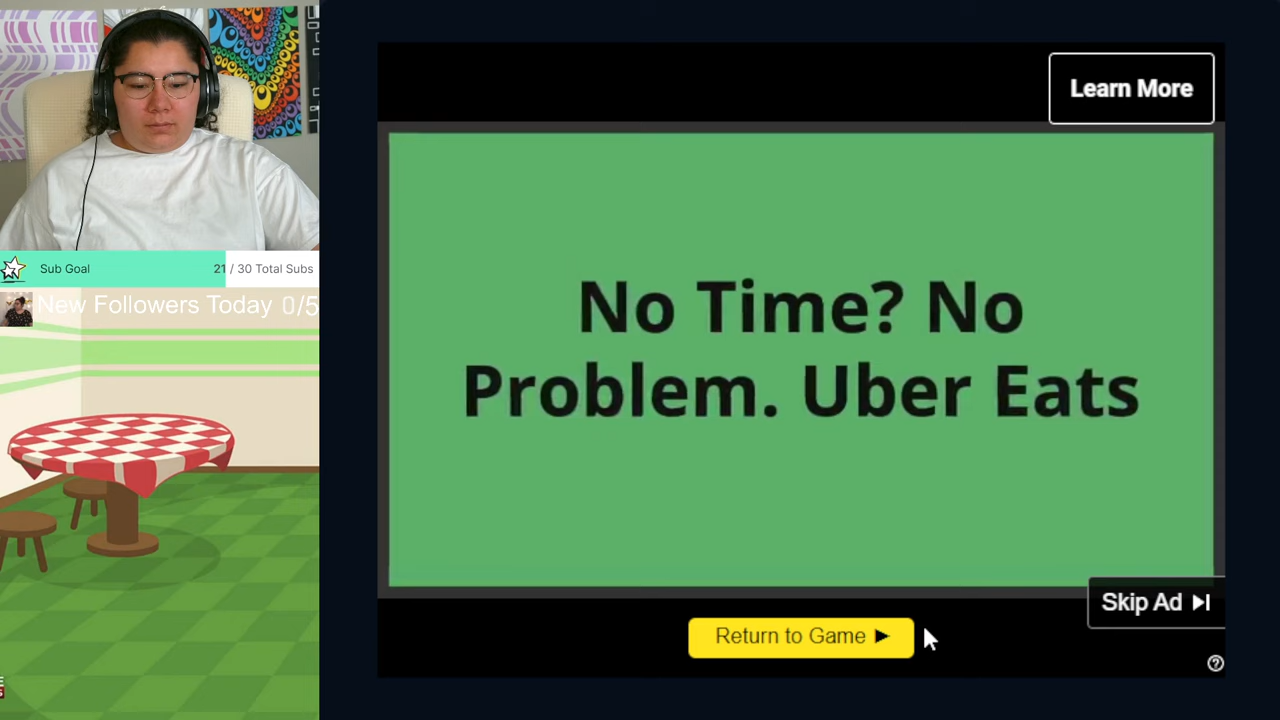 Learn More
No Time? No
Problem. Uber Eats
Skip Ad
Return to Game
Sub Goal
21 / 30 Total Subs
New Followers Today 0/5